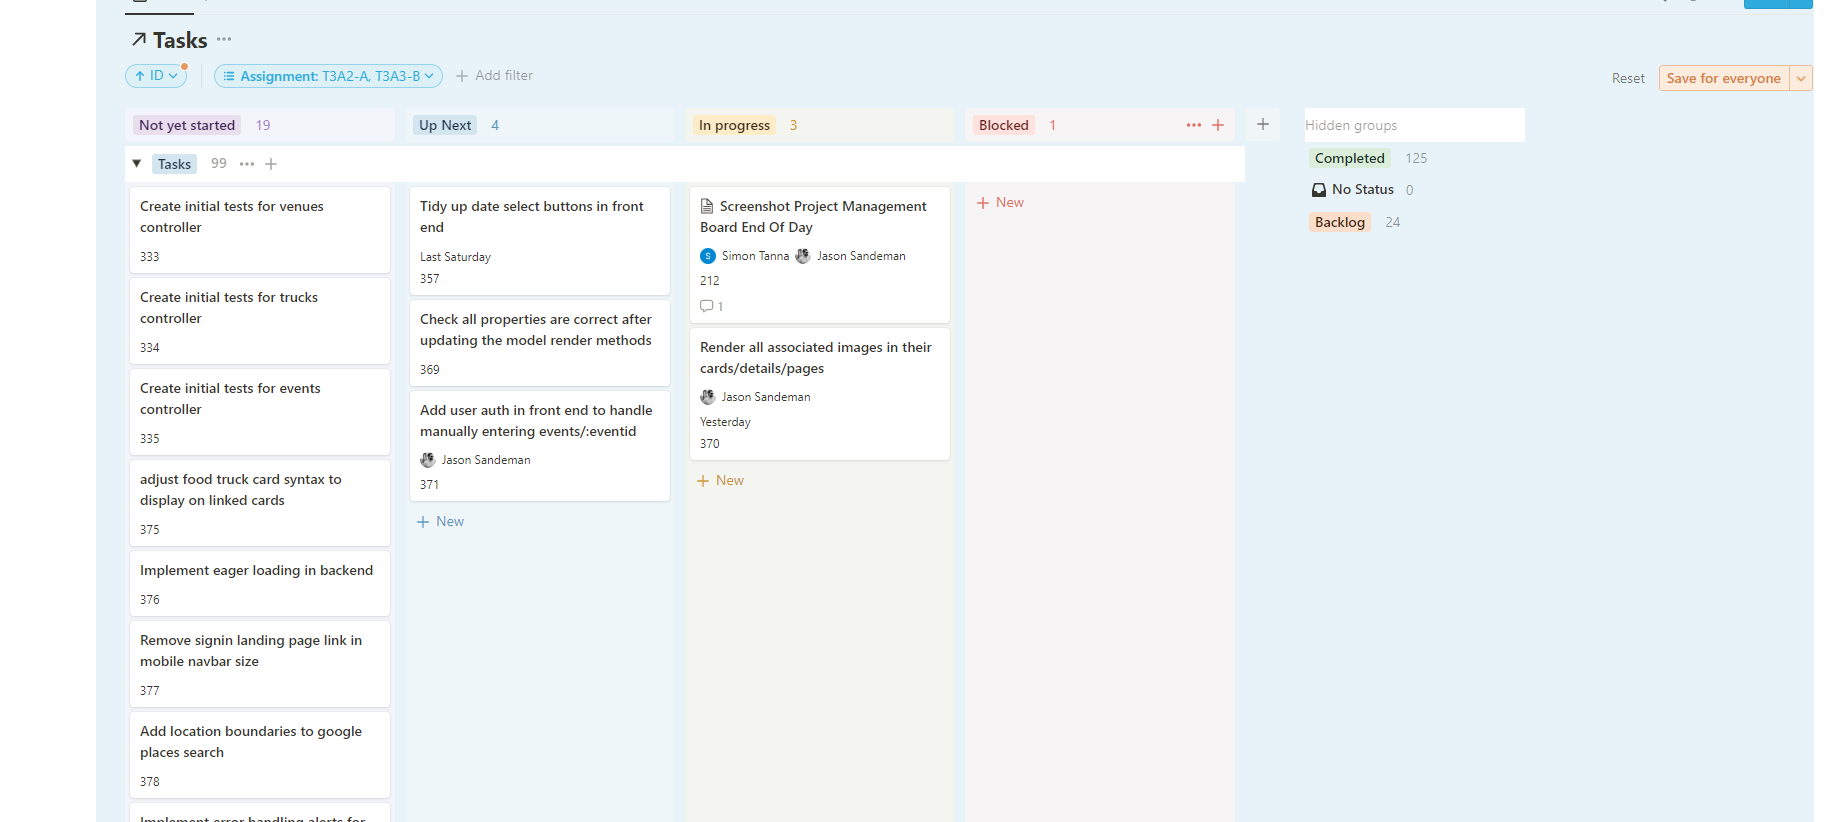 Tasks
ID
Assignment: T3A2-A, T3A3-B
Add filter
Reset
Save for everyone
Not yet started 19
Up Next 4
In progress 3
Blocked 1
Hidden groups
Completed 125
No Status 0
Backlog 24
Tasks 99
Create initial tests for venues
controller
333
Create initial tests for trucks
controller
334
Create initial tests for events
controller
335
adjust food truck card syntax to
display on linked cards
375
Implement eager loading in backend
376
Remove signin landing page link in
mobile navbar size
377
Add location boundaries to google
places search
378
Implement error handling alerts for
Tidy up date select buttons in front
end
Last Saturday
357
Check all properties are correct after
updating the model render methods
369
Add user auth in front end to handle
manually entering events/:eventid
Jason Sandeman
371
New
Screenshot Project Management
Board End Of Day
S Simon Tanna Jason Sandeman
212
1
Render all associated images in their
cards/details/pages
Jason Sandeman
Yesterday
370
New
New